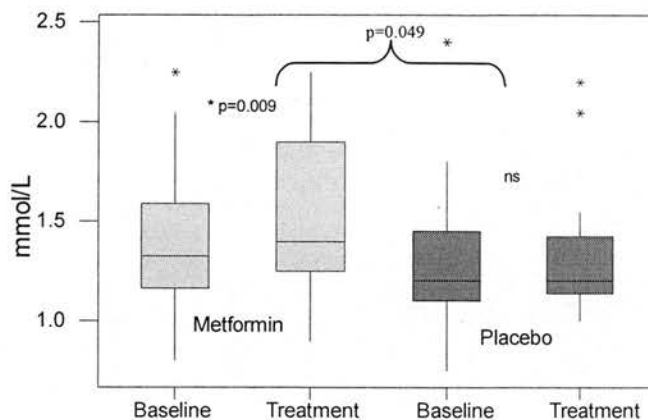 2.5
p=0.049
*
*
*
* p=0.009
2.0
*
mmol/L
ns
1.5
1.0
Metformin
Placebo
Baseline Treatment Baseline Treatment